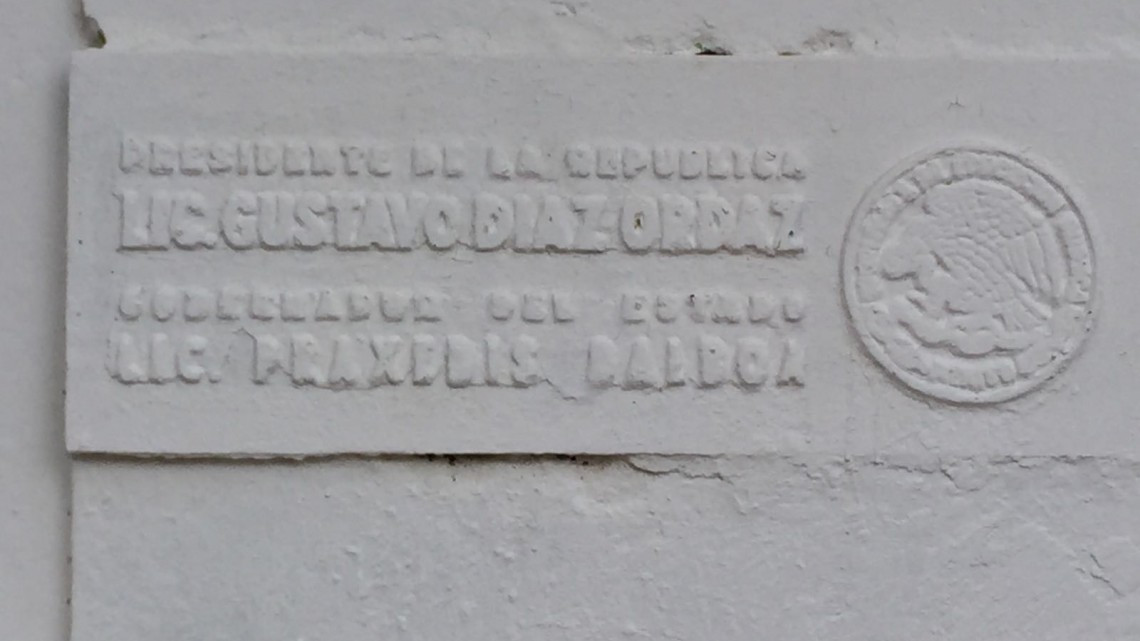 PRESIDENTE DE LA REPUBLICA
LIC. GUSTAVO DIAZ ORDAZ
GOBERNADOR DEL ESTADO
LIC. PRAXEDIS BALBOA